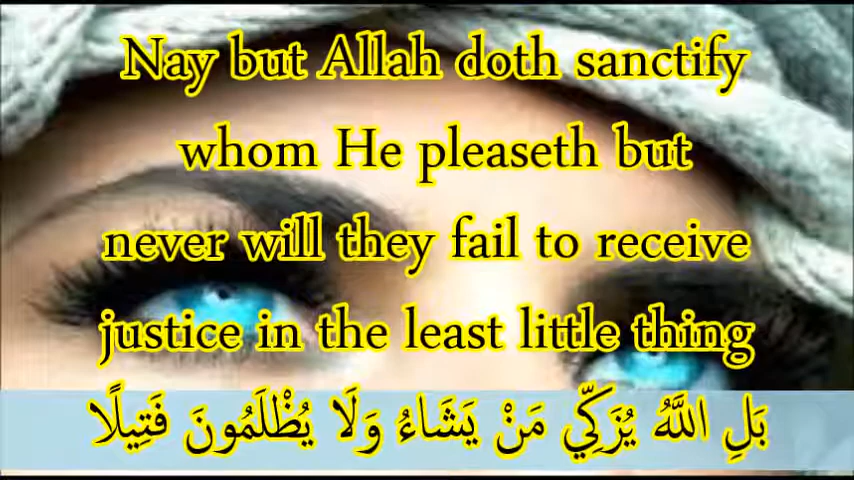 Nay but Allah doth sanctify
whom He pleaseth but
never will they fail to receive
justice in the least little thing
بَلِ اللَّهُ يُزَكِّي مَنْ يَشَاءُ وَلَا يُظْلَمُونَ فَتِيلًا